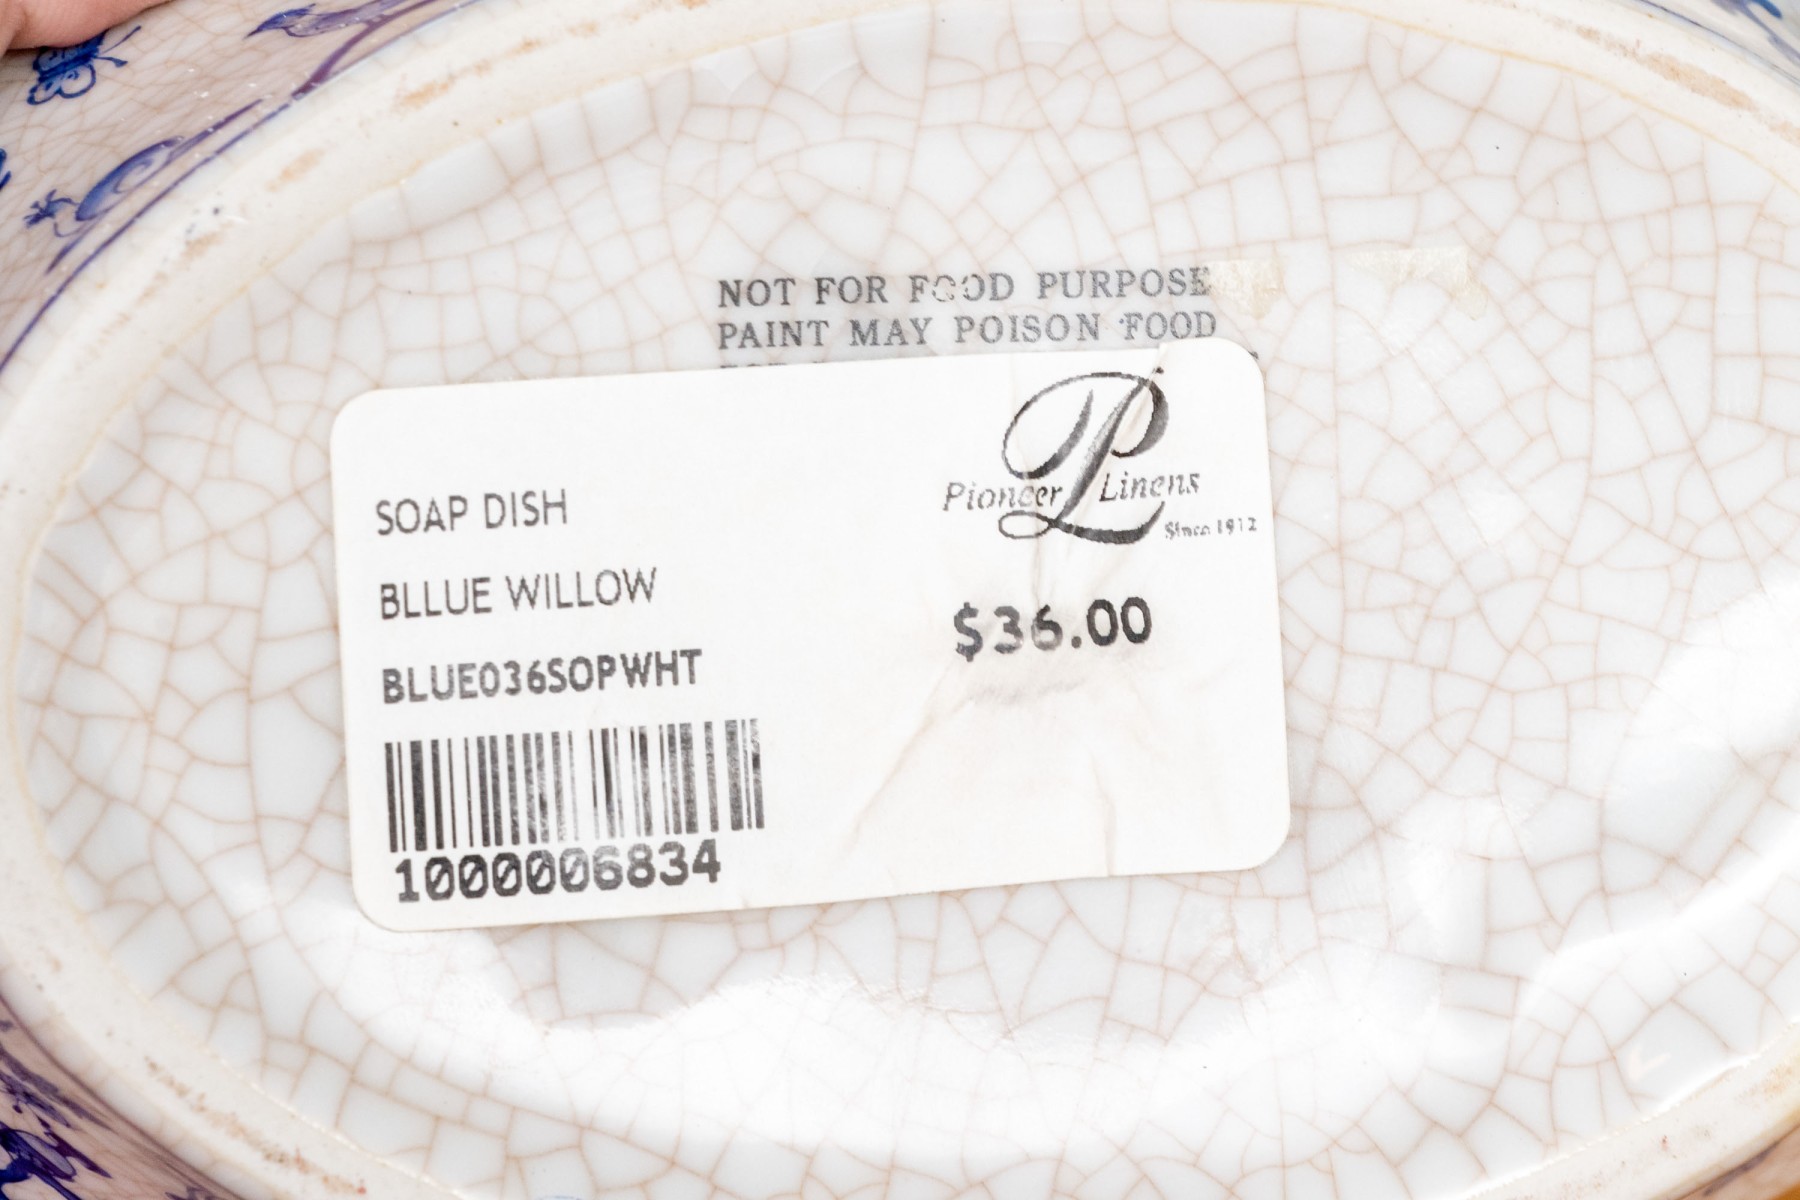 NOT FOR FOOD PURPOSE
PAINT MAY POISON FOOD
Pioneer Linens
Since 1912
SOAP DISH
BLLUE WILLOW
$36.00
BLUE036SOPWHT
1000006834